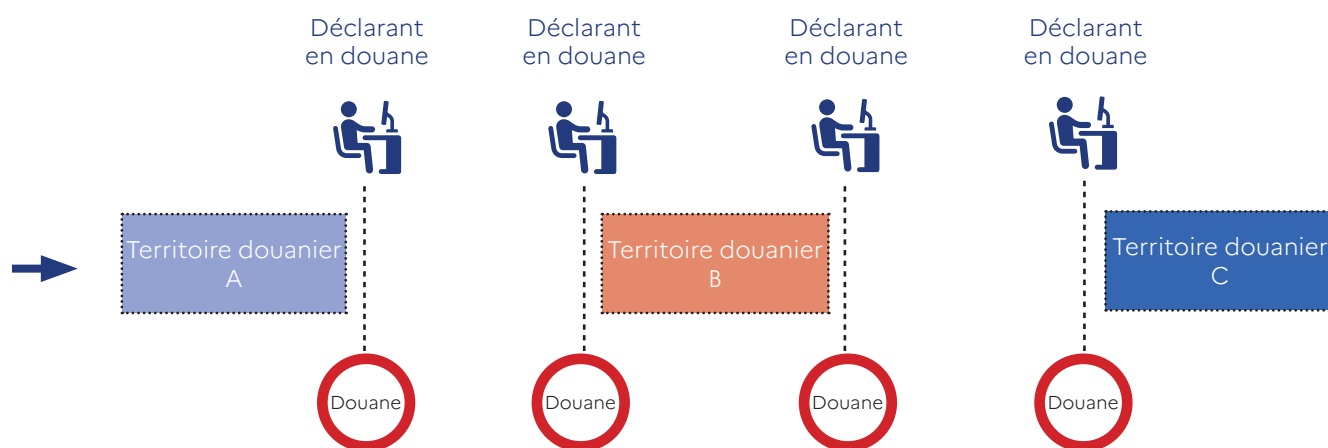 Déclarant
en douane
Déclarant
en douane
Déclarant
en douane
Déclarant
en douane
Territoire douanier
A
Territoire douanier
B
Territoire douanier
C
Douane
Douane
Douane
Douane